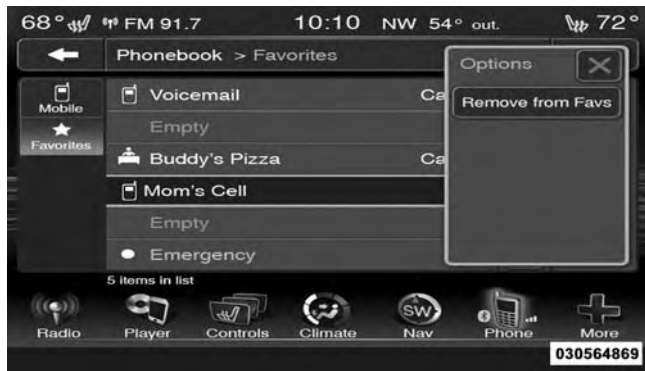 68° FM 91.7 10:10 NW 54° out. 72°
Phonebook > Favorites
Options
Mobile
Voicemail Ca
Remove from Favs
Empty
Favorites
Buddy's Pizza Ca
Mom's Cell
Empty
Emergency
5 items in list
SW
Radio Player Controls Climate Nav Phone More
030564869